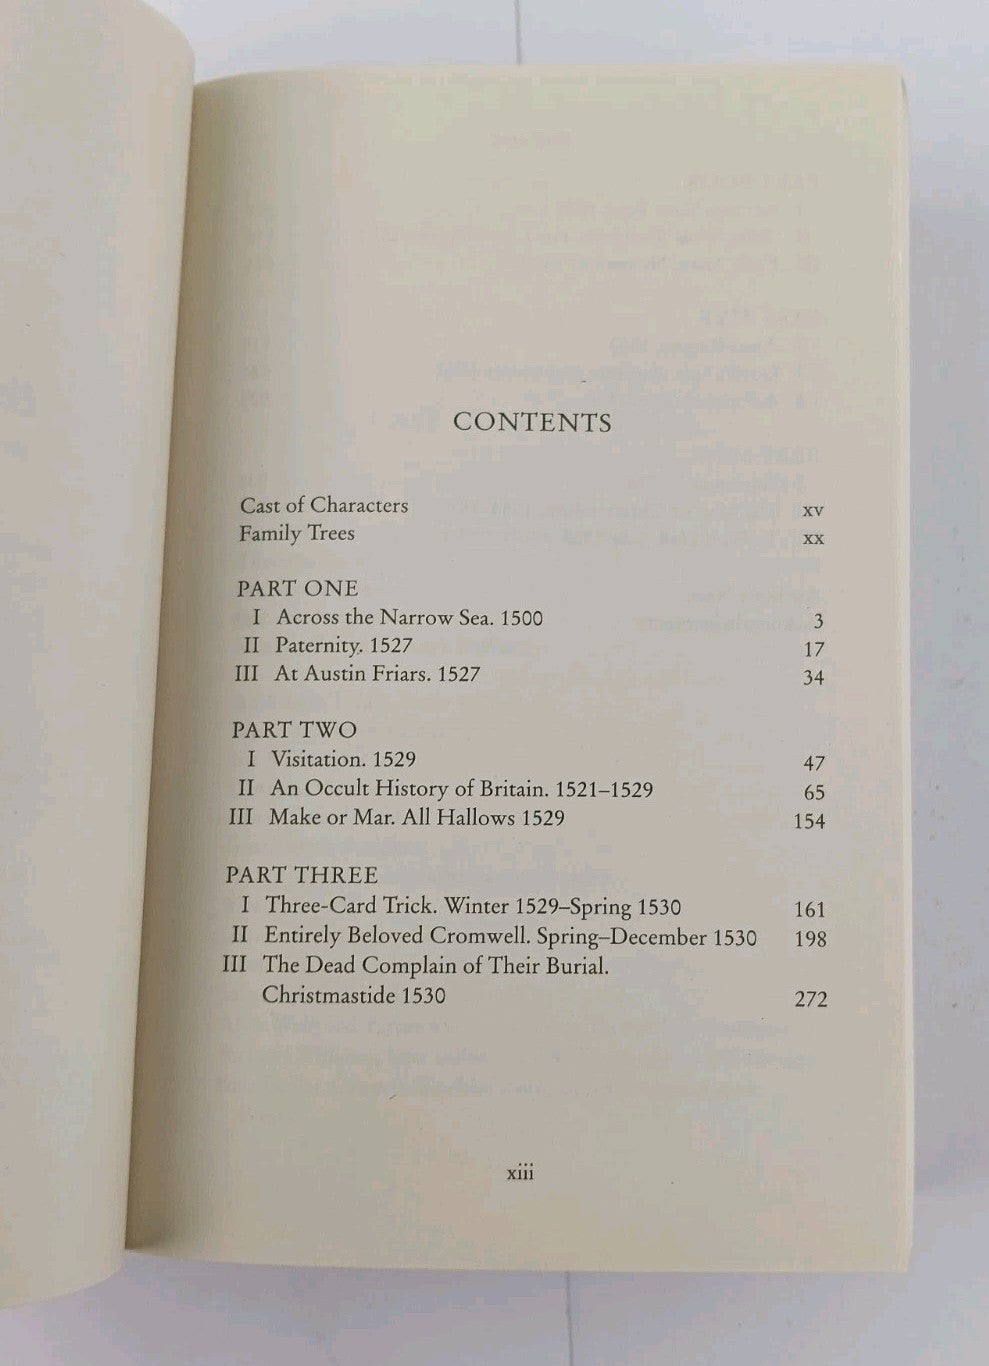 CONTENTS
Cast of Characters xv
Family Trees xx
PART ONE
I Across the Narrow Sea. 1500 3
II Paternity. 1527 17
III At Austin Friars. 1527 34
PART TWO
I Visitation. 1529 47
II An Occult History of Britain. 1521–1529 65
III Make or Mar. All Hallows 1529 154
PART THREE
I Three-Card Trick. Winter 1529–Spring 1530 161
II Entirely Beloved Cromwell. Spring–December 1530 198
III The Dead Complain of Their Burial.
Christmastide 1530 272
xiii